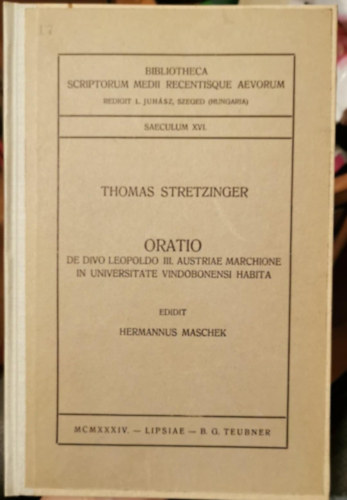 BIBLIOTHECA
SCRIPTORUM MEDII RECENTISQUE AEVORUM
REDIGIT L. JUHÁSZ, SZEGED (HUNGARIA)
SAECULUM XVI.
THOMAS STRETZINGER
ORATIO
DE DIVO LEOPOLDO III. AUSTRIAE MARCHIONE
IN UNIVERSITATE VINDOBONENSI HABITA
EDIDIT
HERMANNUS MASCHEK
MCMXXXIV. — LIPSIAE — B. G. TEUBNER